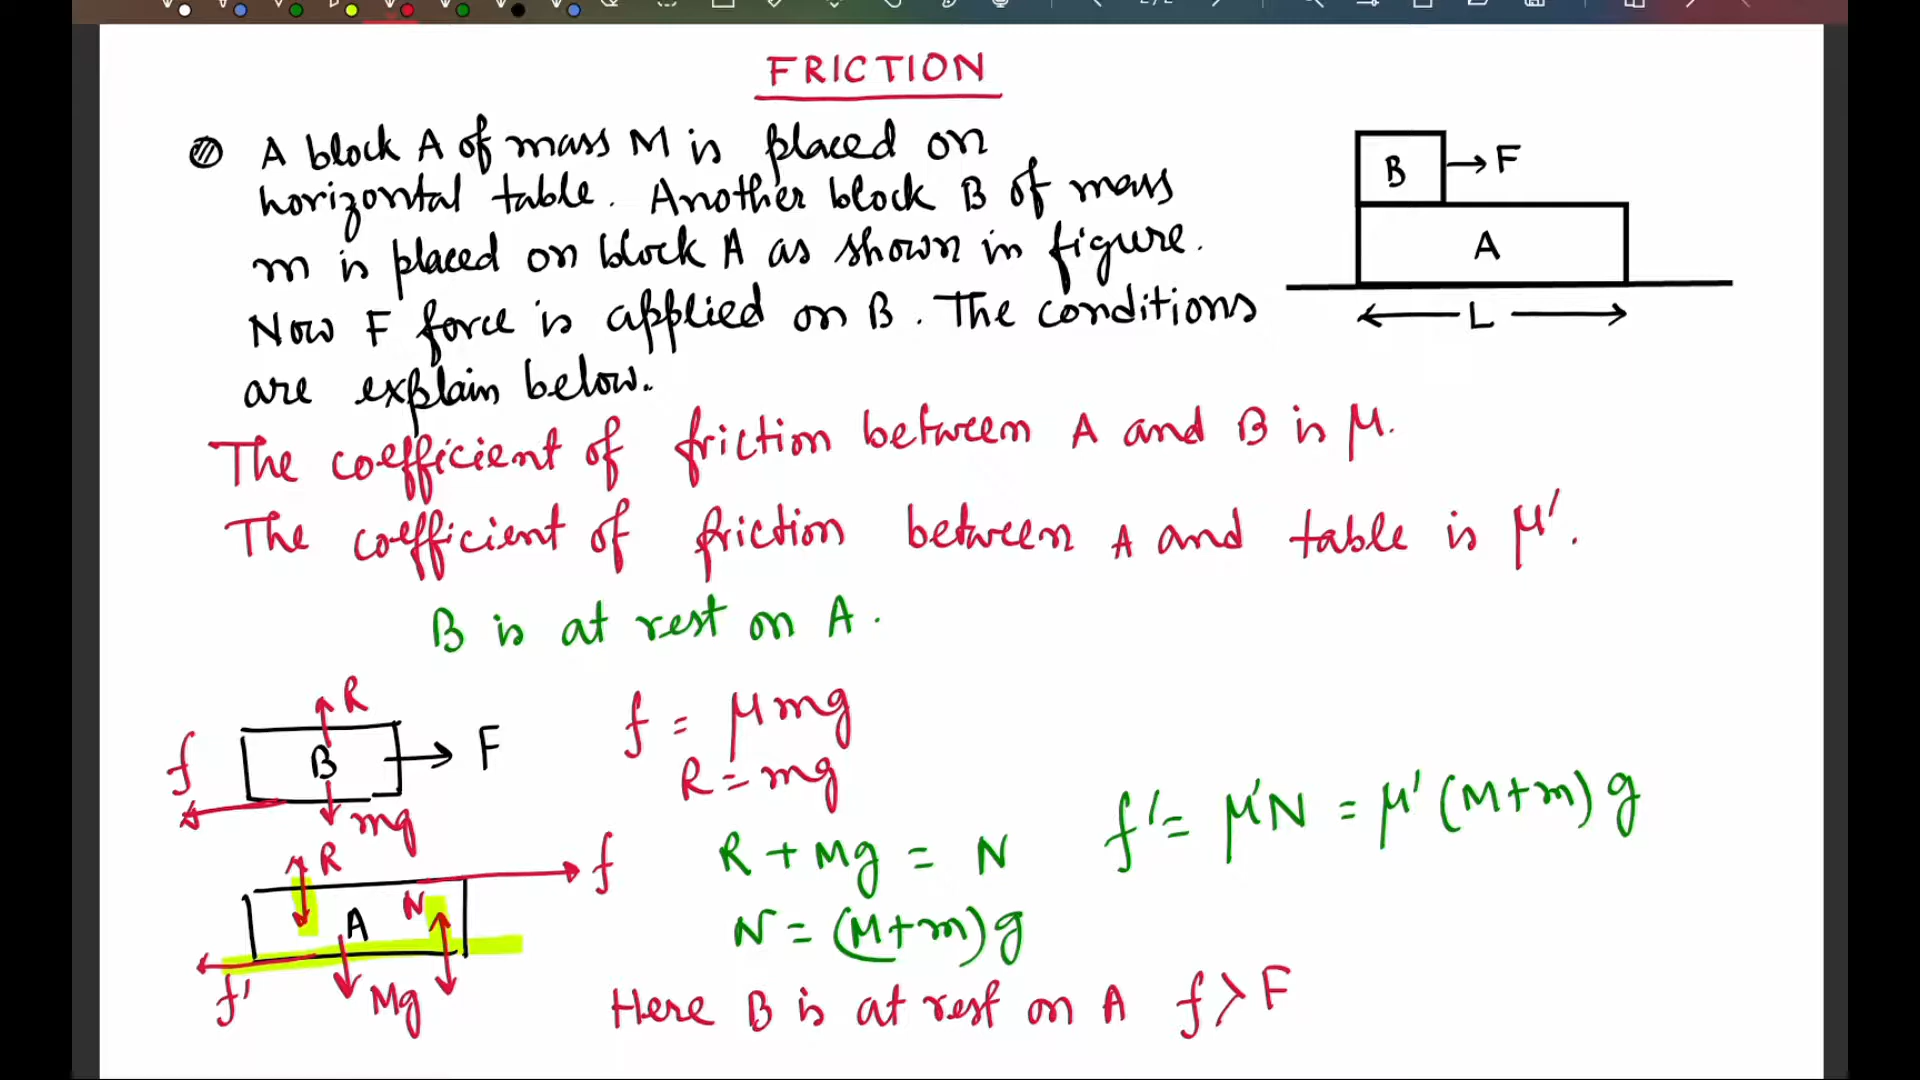 FRICTION
A block A of mass M is placed on
horizontal table. Another block B of mass
m is placed on block A as shown in figure.
Now F force is applied on B. The conditions
are explain below.
B → F
A
L
The coefficient of friction between A and B is μ.
The coefficient of friction between A and table is μ'.
B is at rest on A.
R
f B F
mg
f = μmg
R = mg
R + Mg = N
N = (M+m)g
f' = μ'N = μ'(M+m)g
R f
A N
f' Mg
Here B is at rest on A f > F